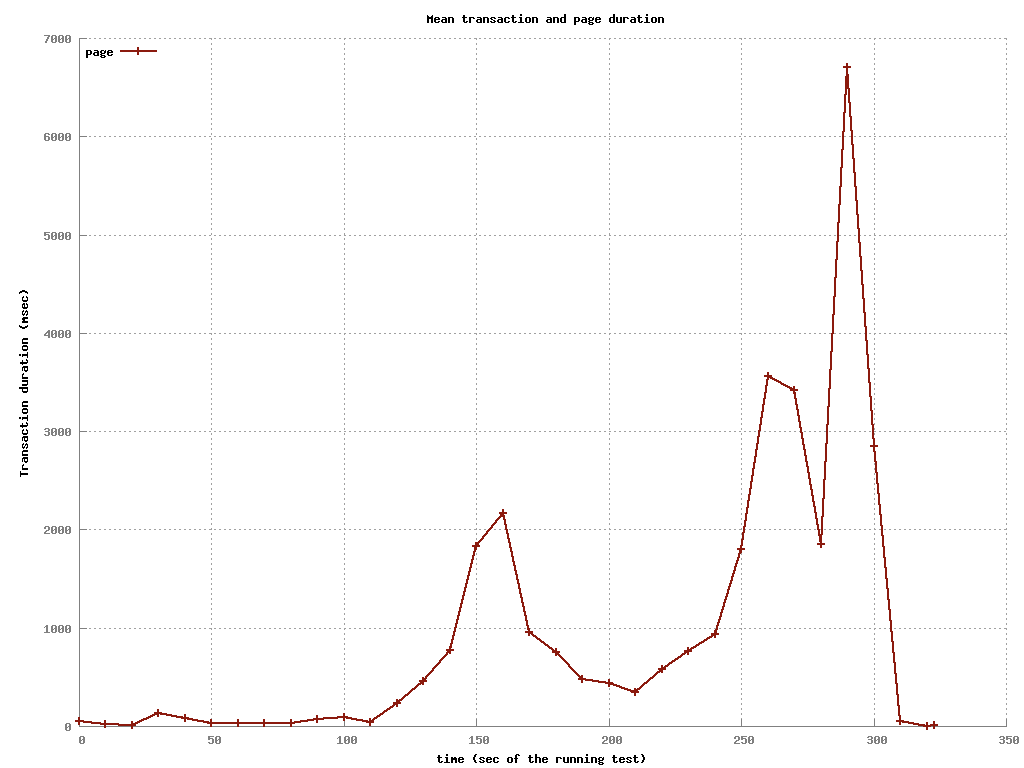 Mean transaction and page duration
page
7000
6000
5000
4000
3000
2000
1000
0
Transaction duration (msec)
0 50 100 150 200 250 300 350
time (sec of the running test)